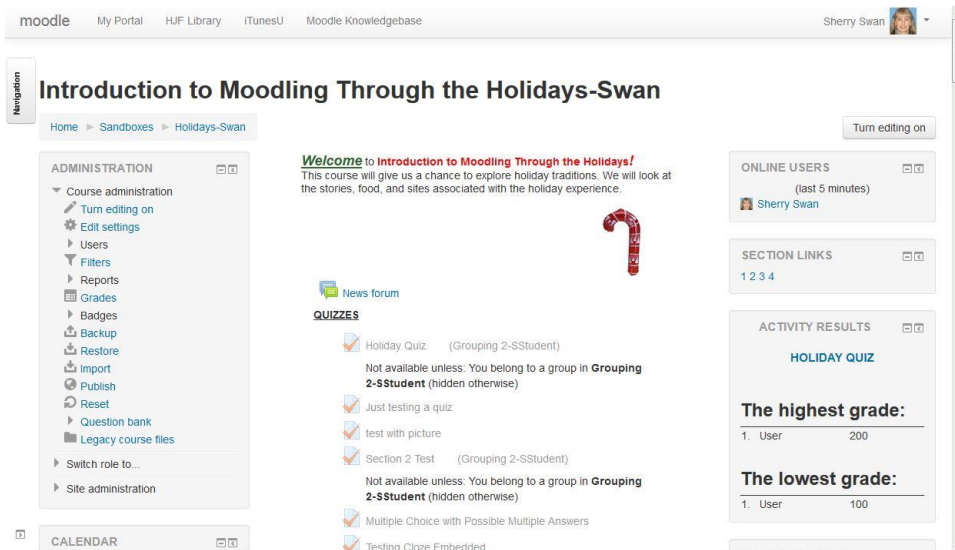 moodle My Portal HJF Library iTunesU Moodle Knowledgebase Sherry Swan
Navigation
Introduction to Moodling Through the Holidays-Swan
Home Sandboxes Holidays-Swan
Turn editing on
ADMINISTRATION
Course administration
Turn editing on
Edit settings
Users
Filters
Reports
Grades
Badges
Backup
Restore
Import
Publish
Reset
Question bank
Legacy course files
Switch role to...
Site administration
CALENDAR
Welcome to Introduction to Moodling Through the Holidays!
This course will give us a chance to explore holiday traditions. We will look at
the stories, food, and sites associated with the holiday experience.
News forum
QUIZZES
Holiday Quiz (Grouping 2-SStudent)
Not available unless: You belong to a group in Grouping
2-SStudent (hidden otherwise)
Just testing a quiz
test with picture
Section 2 Test (Grouping 2-SStudent)
Not available unless: You belong to a group in Grouping
2-SStudent (hidden otherwise)
Multiple Choice with Possible Multiple Answers
Testing Cloze Embedded
ONLINE USERS
(last 5 minutes)
Sherry Swan
SECTION LINKS
1 2 3 4
ACTIVITY RESULTS
HOLIDAY QUIZ
The highest grade:
1. User 200
The lowest grade:
1. User 100